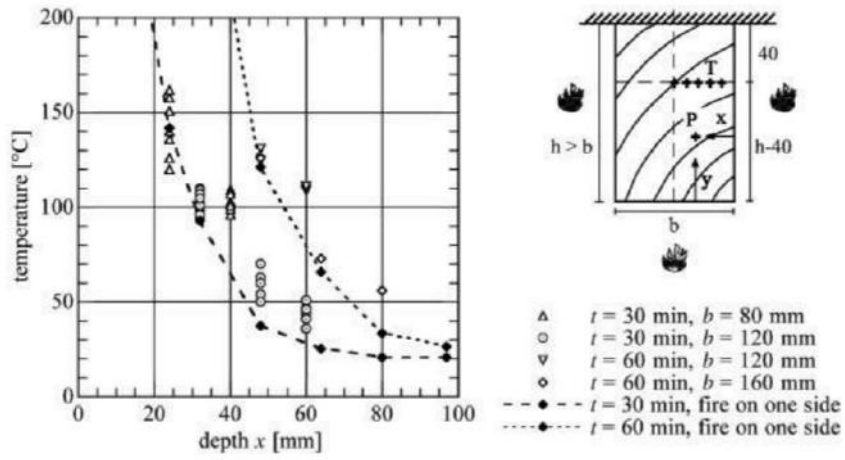 200
150
100
50
0
temperature [°C]
0 20 40 60 80 100
depth x [mm]
40
T
P x
h > b
h-40
y
b
t = 30 min, b = 80 mm
t = 30 min, b = 120 mm
t = 60 min, b = 120 mm
t = 60 min, b = 160 mm
t = 30 min, fire on one side
t = 60 min, fire on one side